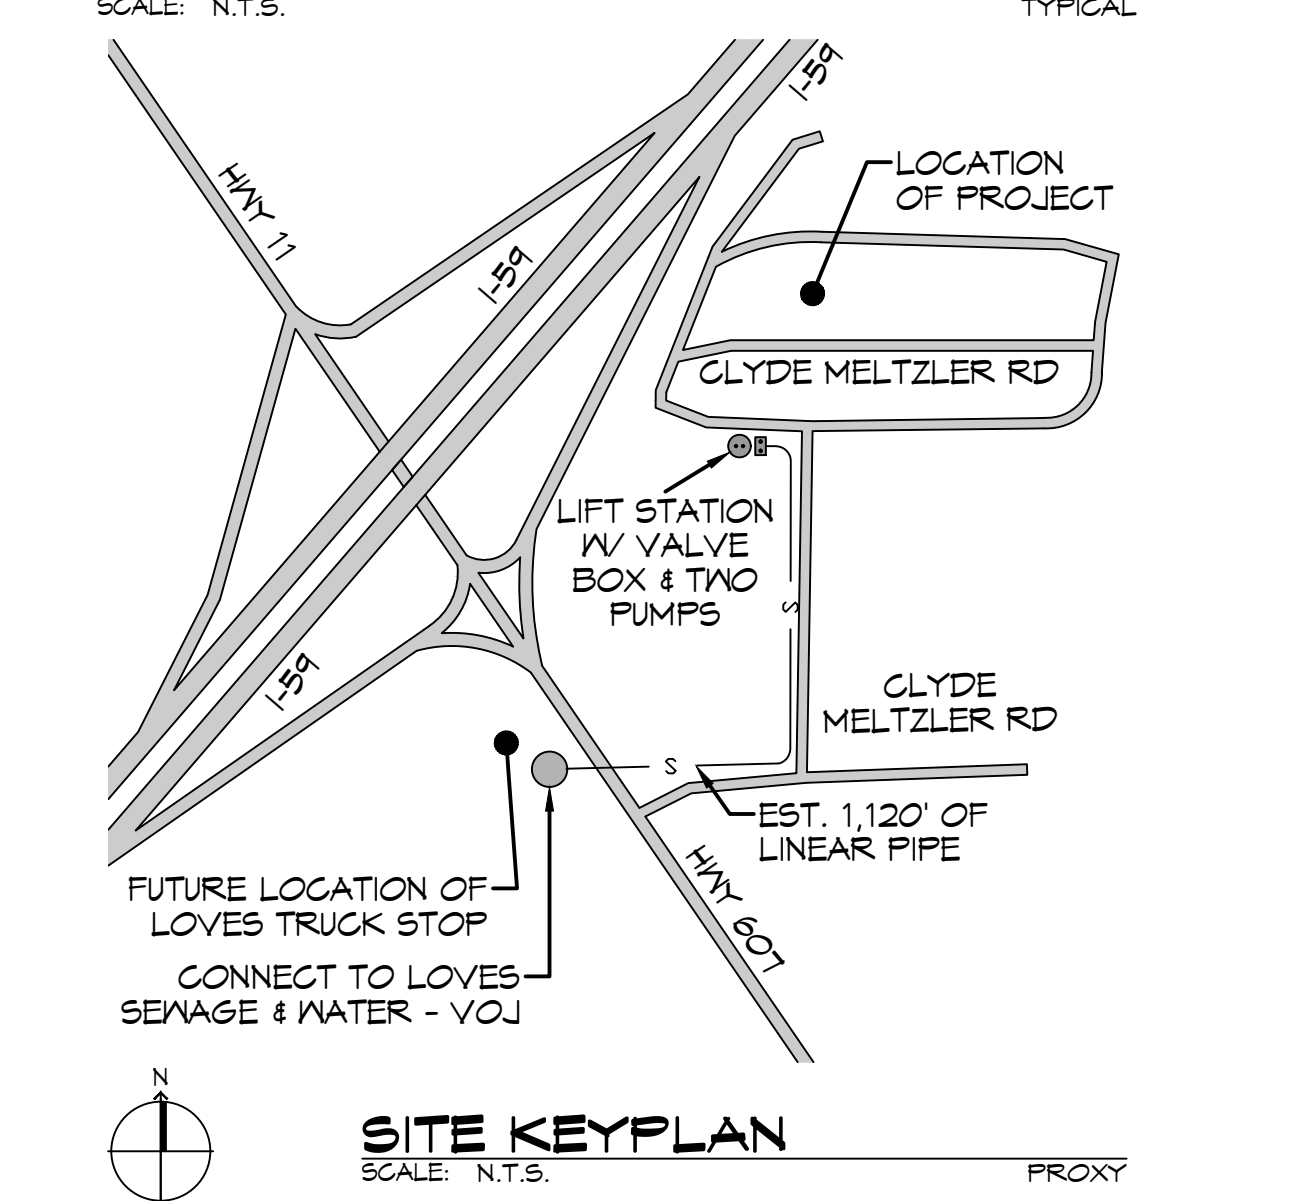 SCALE: N.T.S.
TYPICAL
I-59
LOCATION
OF PROJECT
HWY 11
I-59
CLYDE MELTZLER RD
LIFT STATION
W/ VALVE
BOX & TWO
PUMPS
S
I-59
CLYDE
MELTZLER RD
S
EST. 1,120' OF
LINEAR PIPE
HWY 607
FUTURE LOCATION OF
LOVES TRUCK STOP
CONNECT TO LOVES
SEWAGE & WATER - VOJ
N
SITE KEYPLAN
SCALE: N.T.S.
PROXY